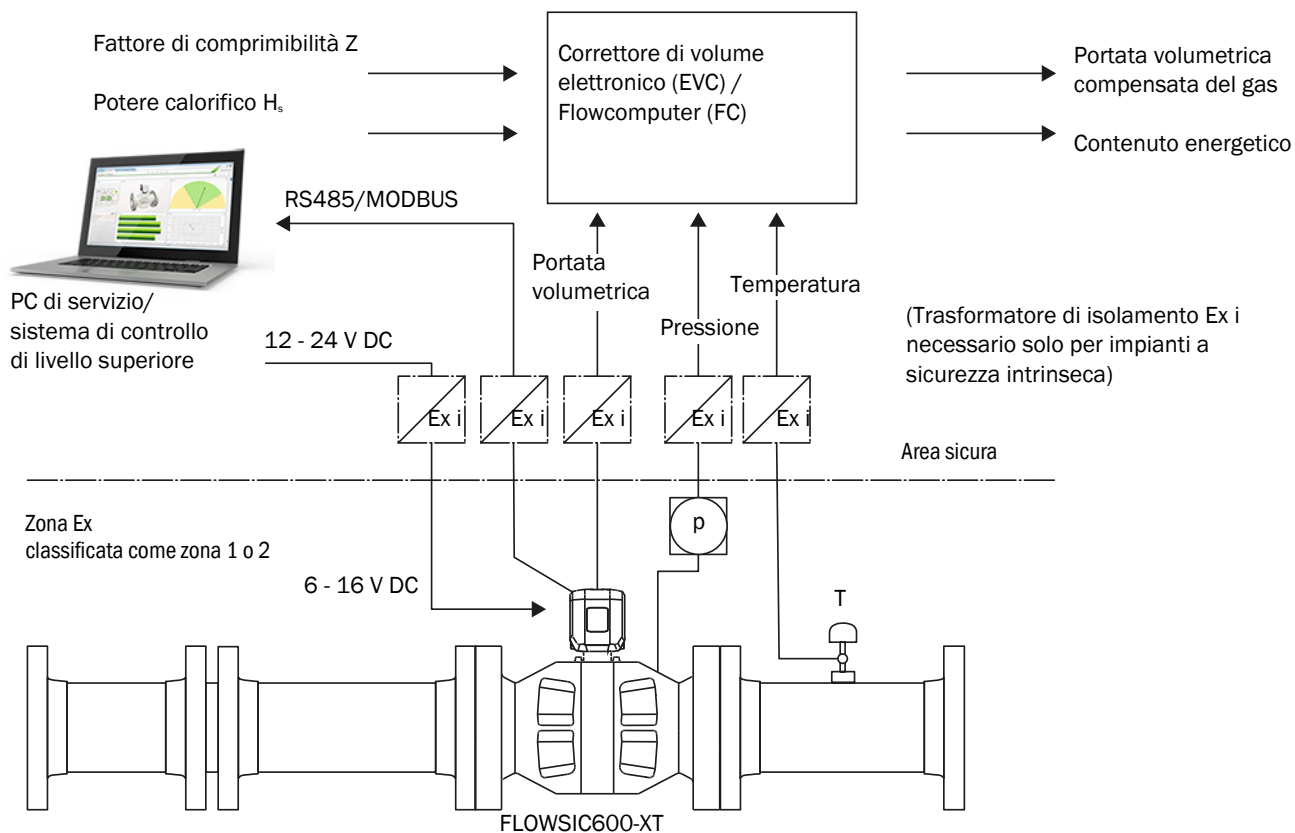 Fattore di comprimibilità Z
Potere calorifico Hₛ
Correttore di volume
elettronico (EVC) /
Flowcomputer (FC)
Portata volumetrica
compensata del gas
Contenuto energetico
RS485/MODBUS
Portata
volumetrica
Pressione
Temperatura
PC di servizio/
sistema di controllo
di livello superiore
12 - 24 V DC
(Trasformatore di isolamento Ex i
necessario solo per impianti a
sicurezza intrinseca)
Ex i
Ex i
Ex i
Ex i
Ex i
Area sicura
Zona Ex
classificata come zona 1 o 2
p
6 - 16 V DC
T
FLOWSIC600-XT